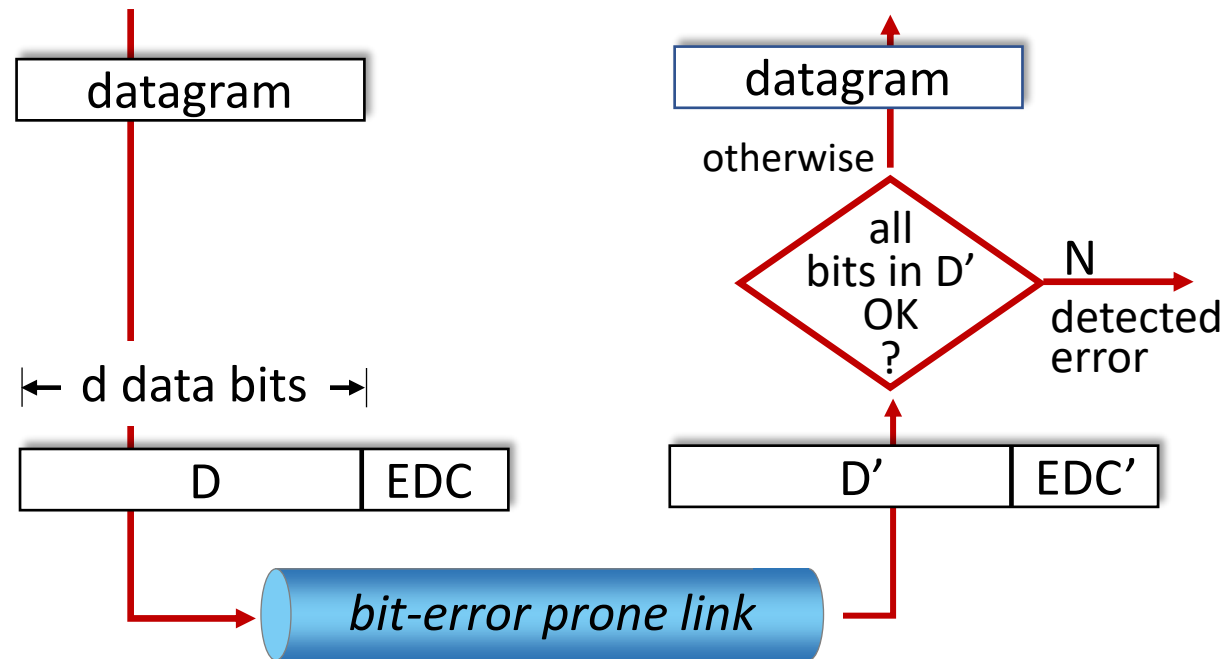 datagram
d data bits
D
EDC
bit-error prone link
D’
EDC’
all
bits in D’
OK
?
N
detected
error
otherwise
datagram